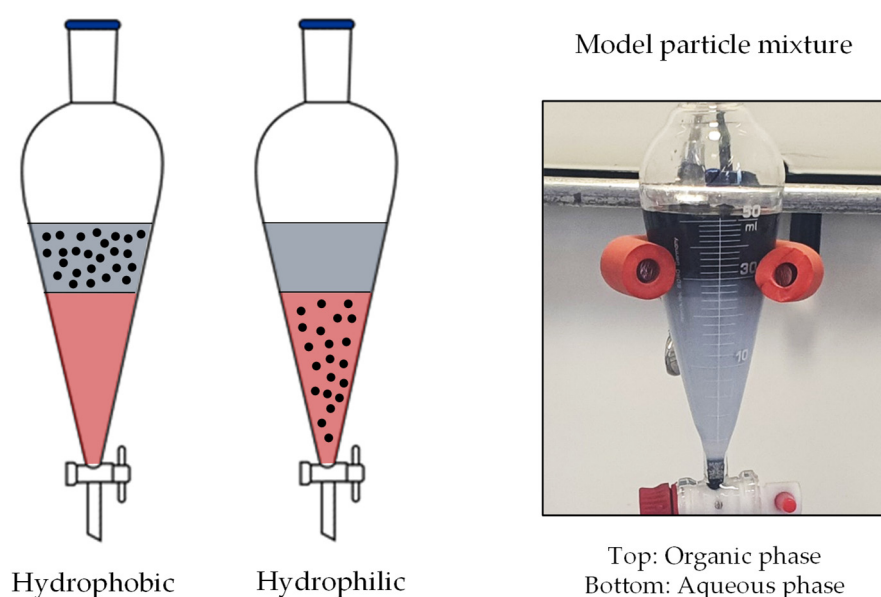 Model particle mixture
50
ml
30
10
Hydrophobic
Hydrophilic
Top: Organic phase
Bottom: Aqueous phase